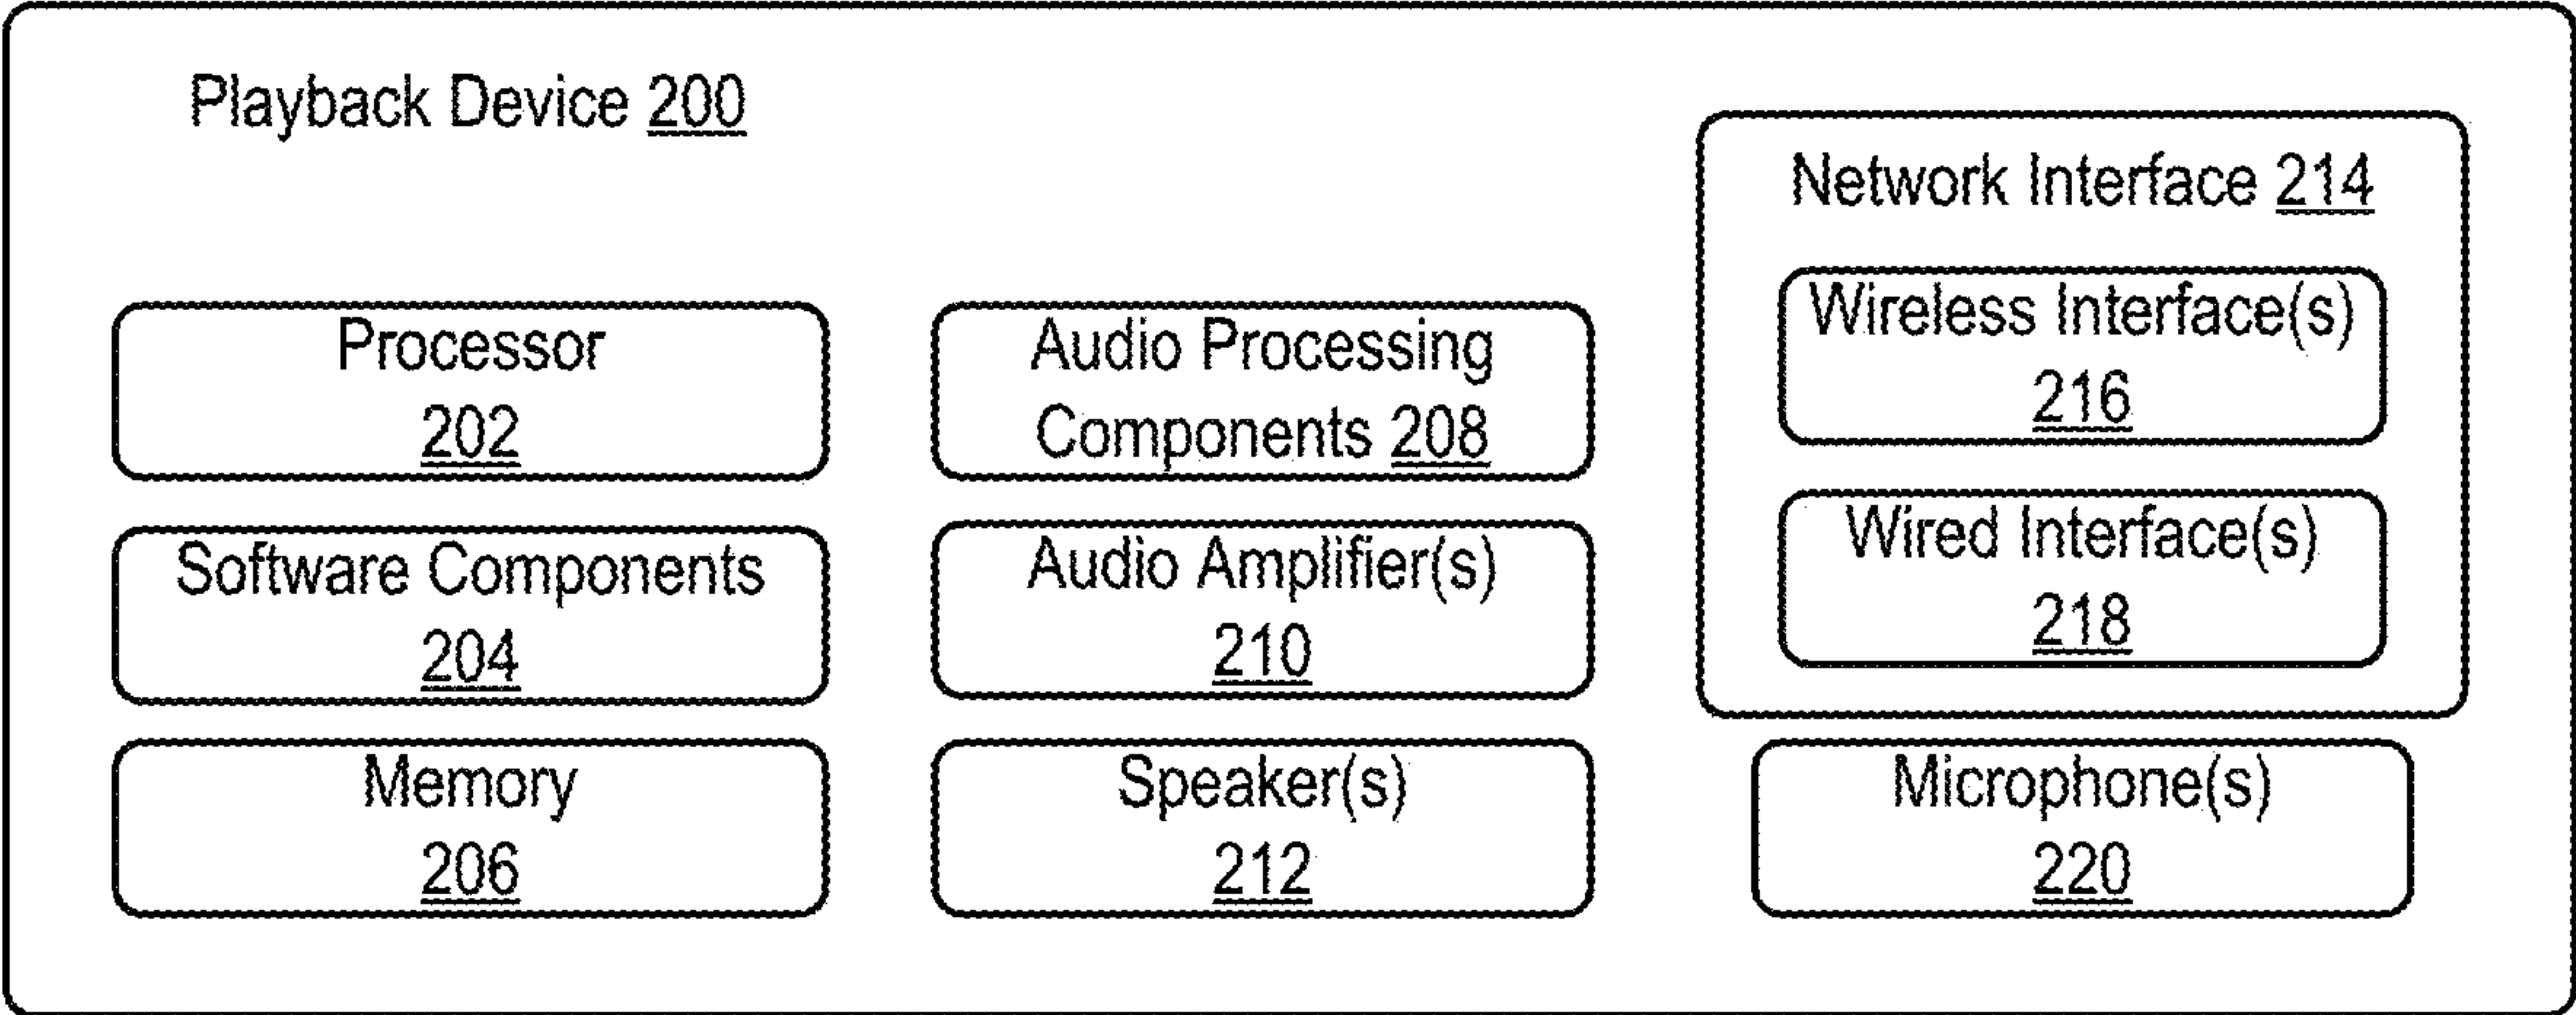 Playback Device 200
Processor
202
Software Components
204
Memory
206
Audio Processing
Components 208
Audio Amplifier(s)
210
Speaker(s)
212
Network Interface 214
Wireless Interface(s)
216
Wired Interface(s)
218
Microphone(s)
220